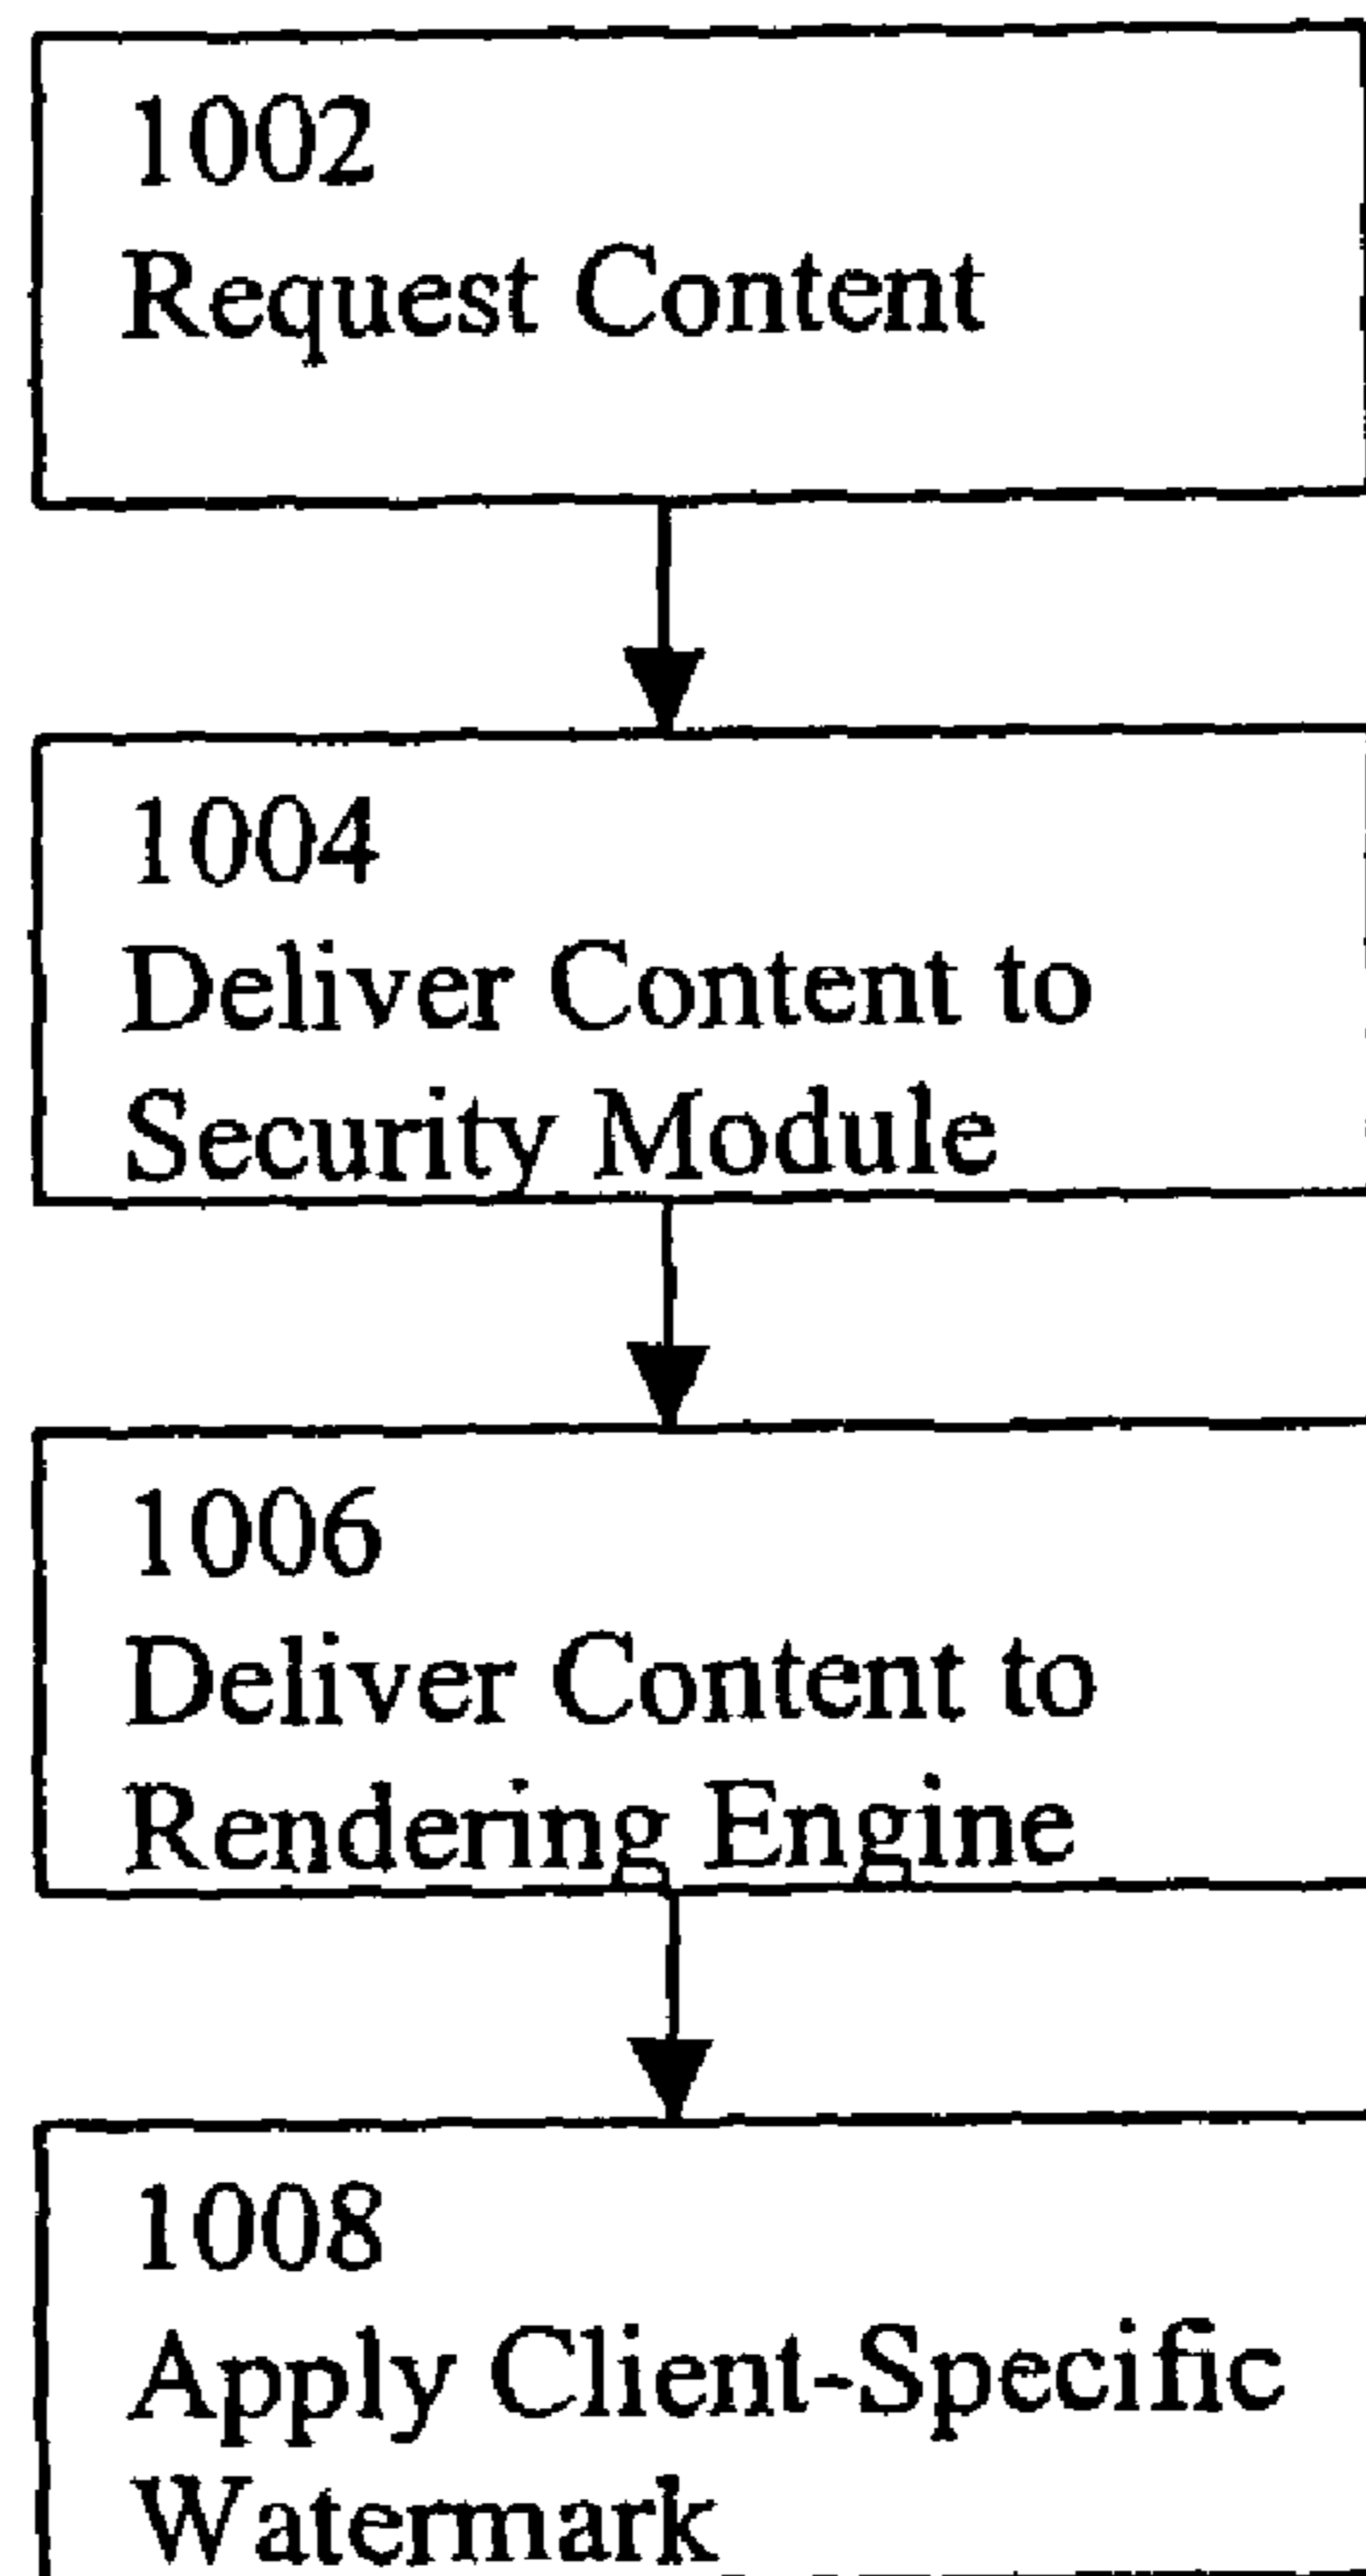 1002
Request Content
1004
Deliver Content to
Security Module
1006
Deliver Content to
Rendering Engine
1008
Apply Client-Specific
Watermark